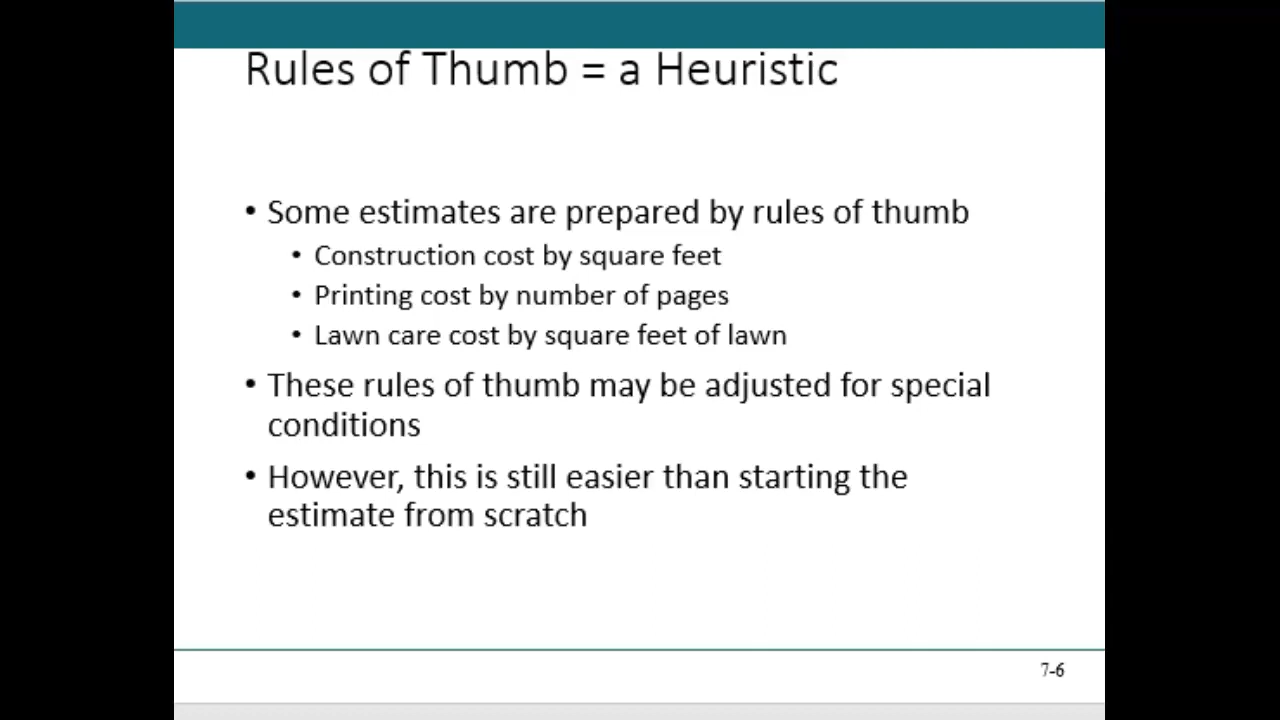 Rules of Thumb = a Heuristic
• Some estimates are prepared by rules of thumb
• Construction cost by square feet
• Printing cost by number of pages
• Lawn care cost by square feet of lawn
• These rules of thumb may be adjusted for special
conditions
• However, this is still easier than starting the
estimate from scratch
7-6